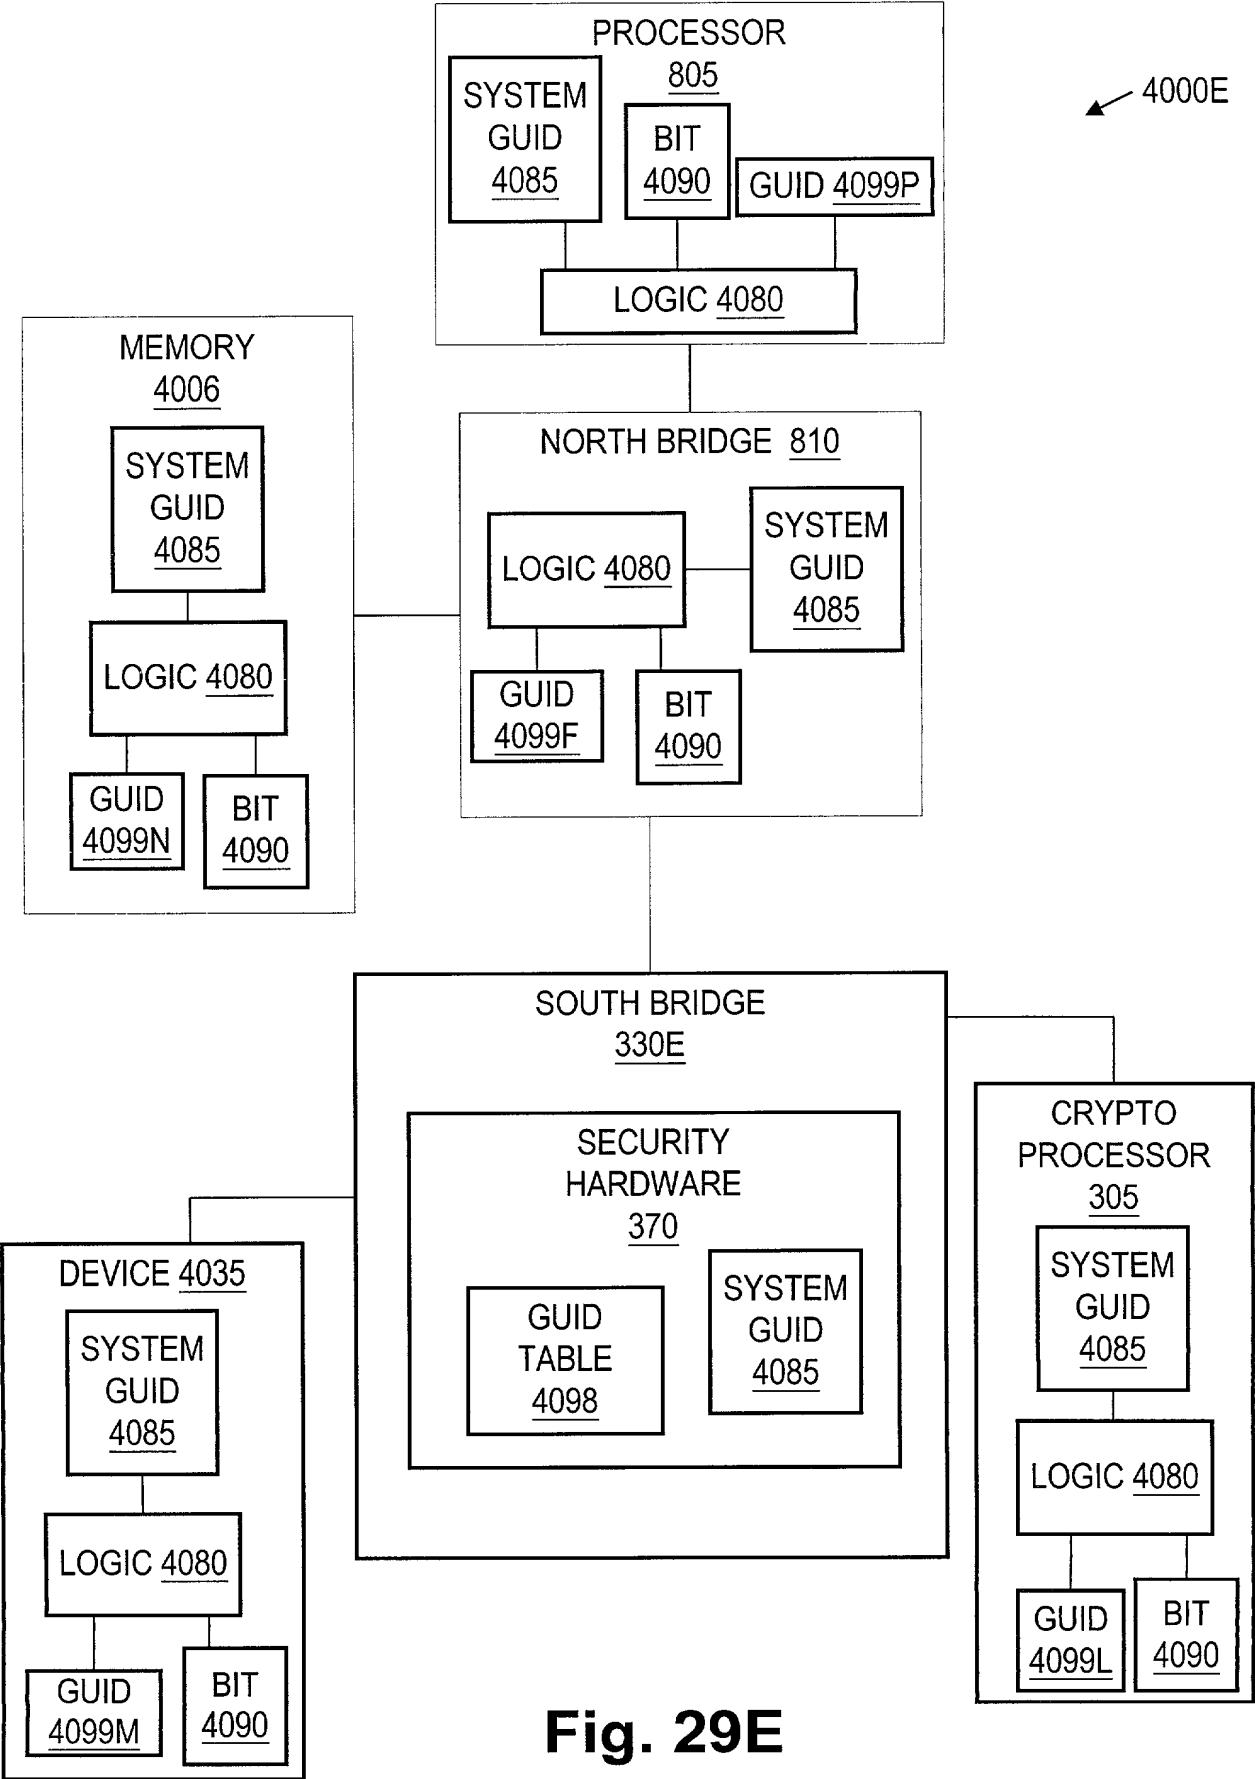 PROCESSOR
805
SYSTEM
GUID
4085
BIT
4090
GUID 4099P
LOGIC 4080
4000E
MEMORY
4006
SYSTEM
GUID
4085
LOGIC 4080
GUID
4099N
BIT
4090
NORTH BRIDGE 810
LOGIC 4080
SYSTEM
GUID
4085
GUID
4099F
BIT
4090
SOUTH BRIDGE
330E
SECURITY
HARDWARE
370
GUID
TABLE
4098
SYSTEM
GUID
4085
CRYPTO
PROCESSOR
305
SYSTEM
GUID
4085
LOGIC 4080
GUID
4099L
BIT
4090
DEVICE 4035
SYSTEM
GUID
4085
LOGIC 4080
GUID
4099M
BIT
4090
Fig. 29E